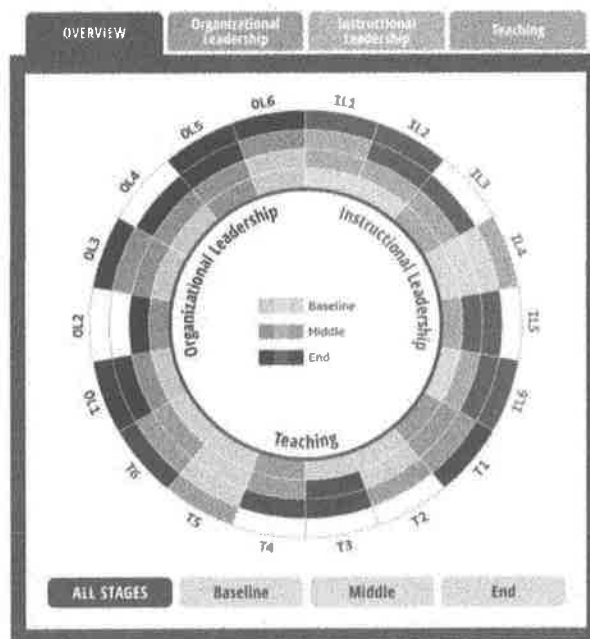 OVERVIEW
Organizational
Leadership
Instructional
Leadership
Teaching
OL1
OL2
OL3
OL4
OL5
OL6
IL1
IL2
IL3
IL4
IL5
IL6
T1
T2
T3
T4
T5
T6
Organizational Leadership
Instructional Leadership
Teaching
Baseline
Middle
End
ALL STAGES
Baseline
Middle
End